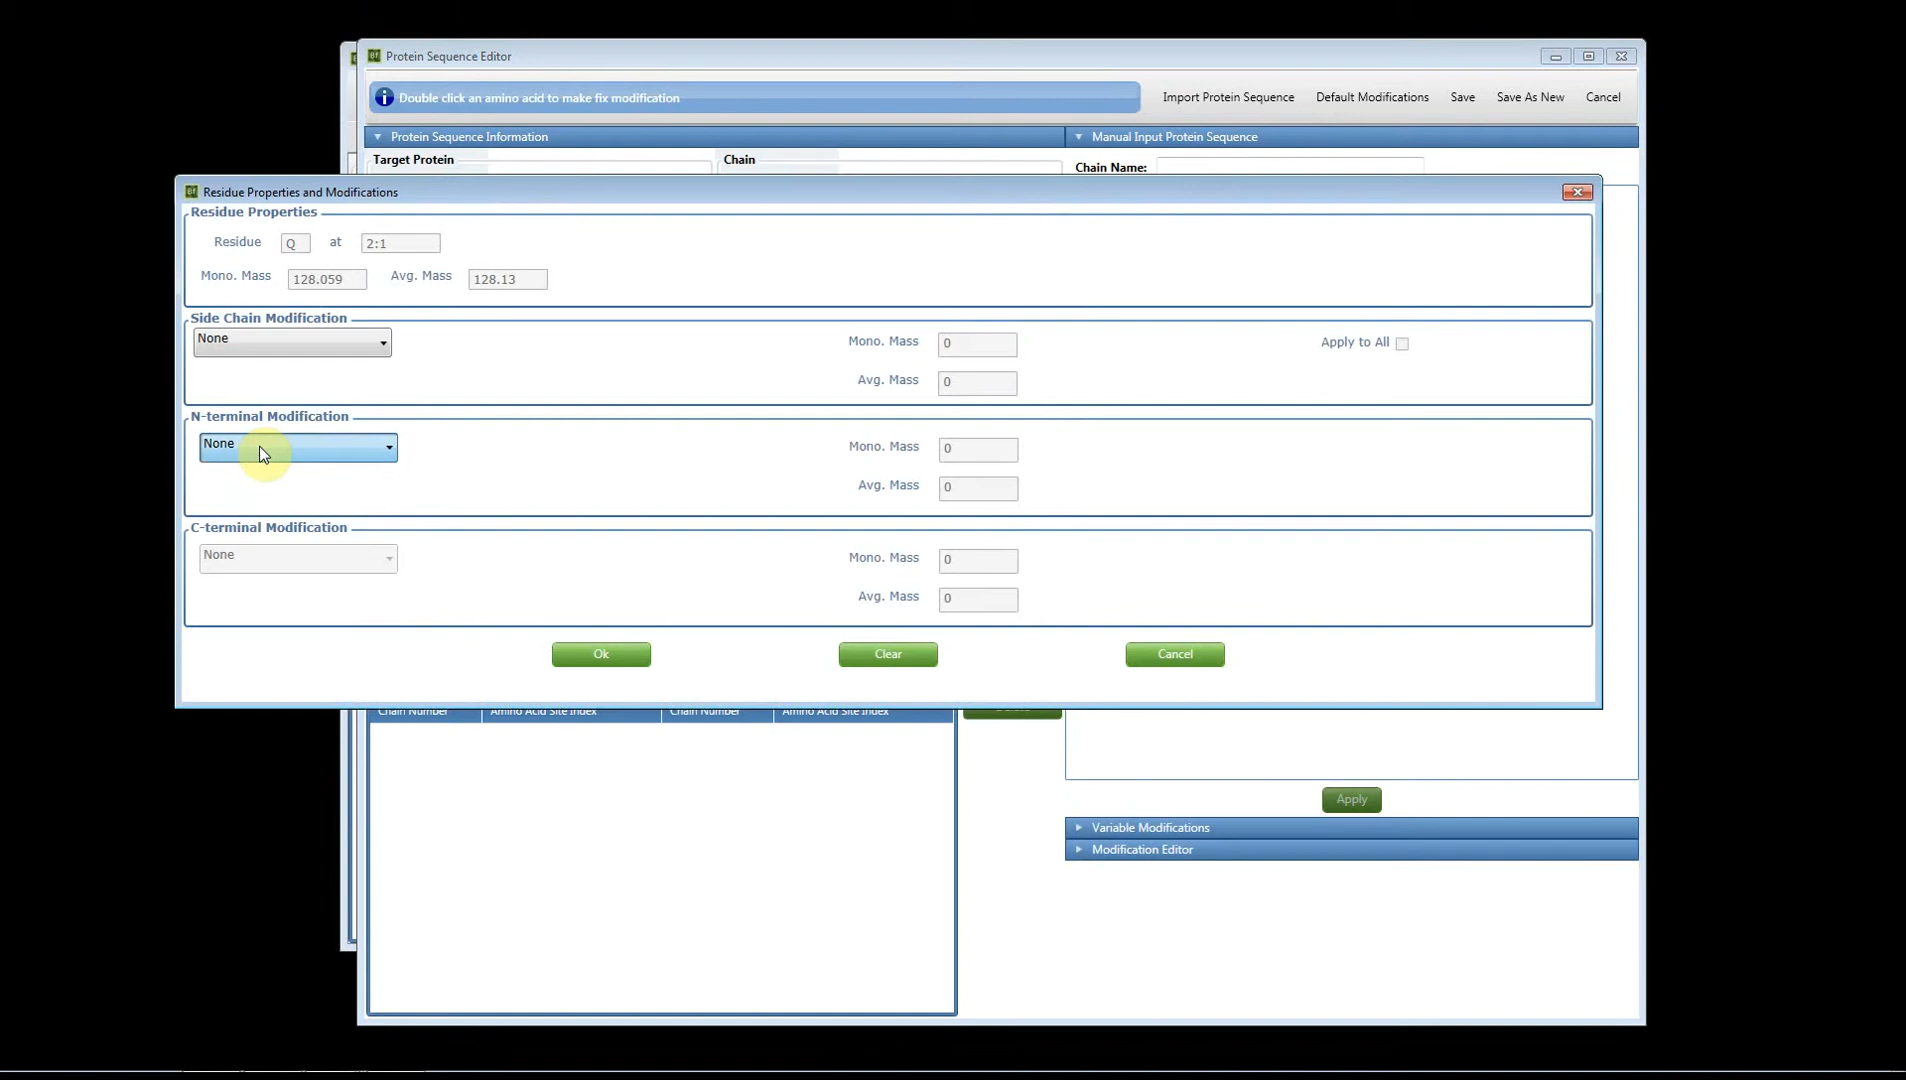 Protein Sequence Editor
Double click an amino acid to make fix modification
Import Protein Sequence Default Modifications Save Save As New Cancel
Protein Sequence Information
Manual Input Protein Sequence
Target Protein
Chain
Chain Name:
Residue Properties and Modifications
Residue Properties
Residue Q at 2:1
Mono. Mass 128.059 Avg. Mass 128.13
Side Chain Modification
None
Mono. Mass 0
Apply to All
Avg. Mass 0
N-terminal Modification
None
Mono. Mass 0
Avg. Mass 0
C-terminal Modification
None
Mono. Mass 0
Avg. Mass 0
Ok Clear Cancel
Chain Number Amino Acid Site Index Chain Number Amino Acid Site Index
Apply
Variable Modifications
Modification Editor